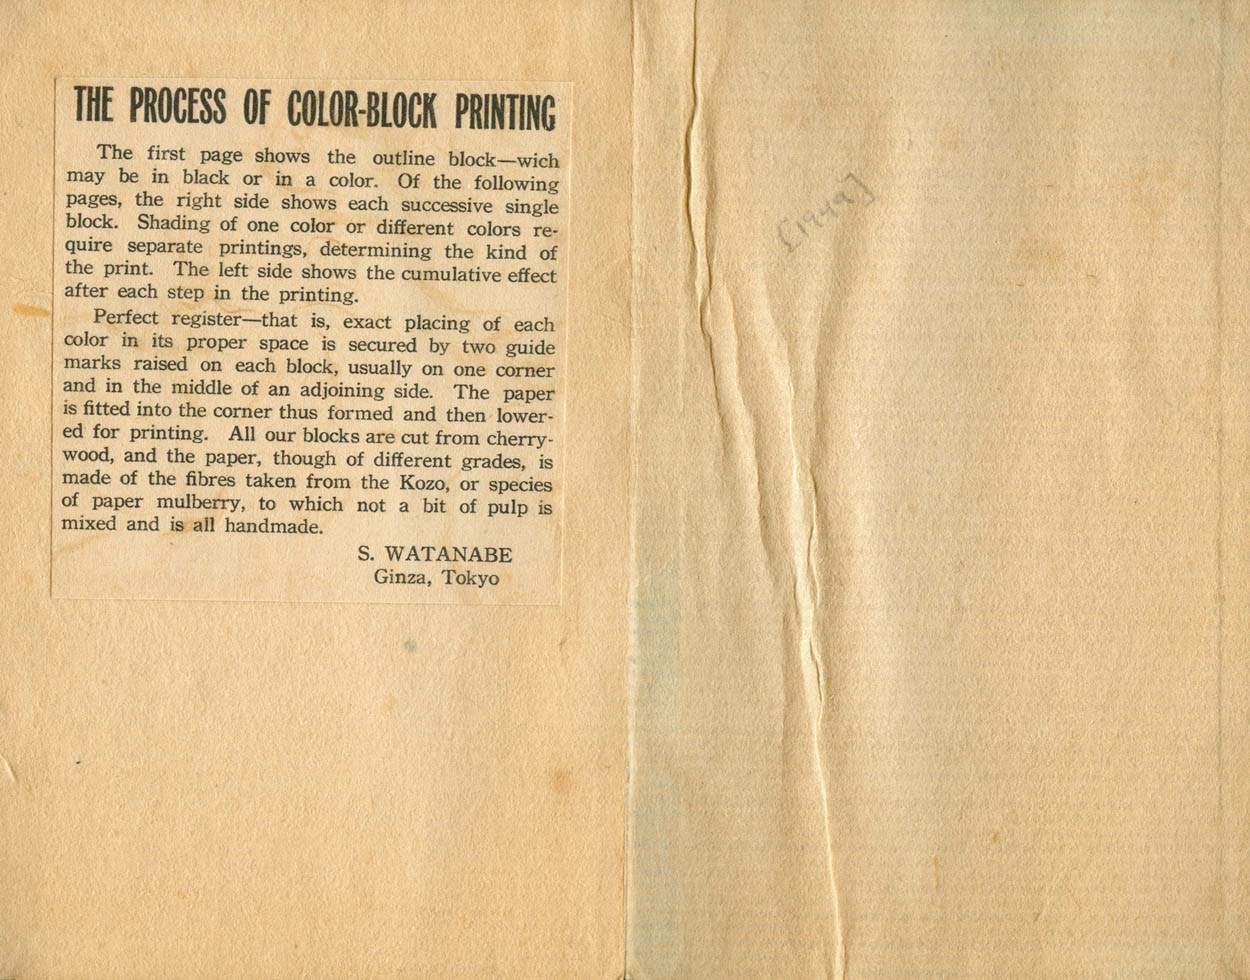 THE PROCESS OF COLOR-BLOCK PRINTING
The first page shows the outline block—wich
may be in black or in a color. Of the following
pages, the right side shows each successive single
block. Shading of one color or different colors re-
quire separate printings, determining the kind of
the print. The left side shows the cumulative effect
after each step in the printing.
Perfect register—that is, exact placing of each
color in its proper space is secured by two guide
marks raised on each block, usually on one corner
and in the middle of an adjoining side. The paper
is fitted into the corner thus formed and then lower-
ed for printing. All our blocks are cut from cherry-
wood, and the paper, though of different grades, is
made of the fibres taken from the Kozo, or species
of paper mulberry, to which not a bit of pulp is
mixed and is all handmade.
S. WATANABE
Ginza, Tokyo
[1949]